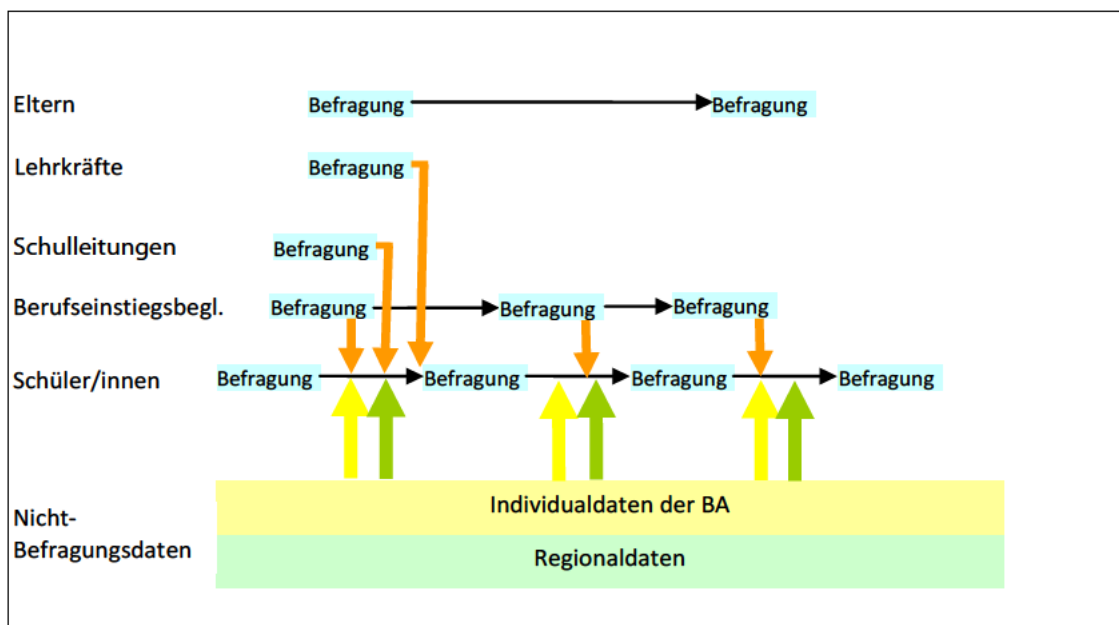 Eltern Befragung Befragung
Lehrkräfte Befragung
Schulleitungen Befragung
Berufseinstiegsbegl. Befragung Befragung Befragung
Schüler/innen Befragung Befragung Befragung Befragung
Nicht-
Befragungsdaten
Individualdaten der BA
Regionaldaten